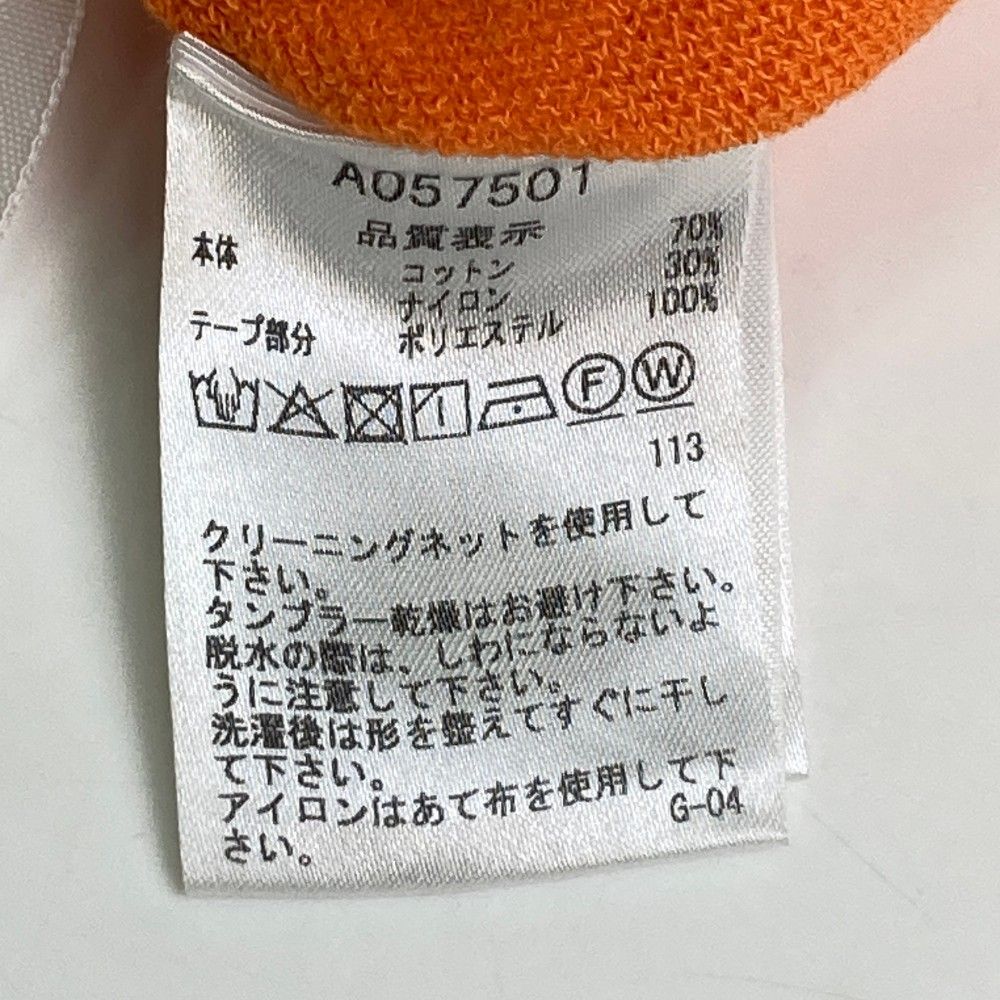 A057501
品質表示
本体 コットン 70%
ナイロン 30%
テープ部分 ポリエステル 100%
F W
113
クリーニングネットを使用して
下さい。
タンブラー乾燥はお避け下さい。
脱水の際は、しわにならないよ
うに注意して下さい。
洗濯後は形を整えてすぐに干し
て下さい。
アイロンはあて布を使用して下
さい。
G-04